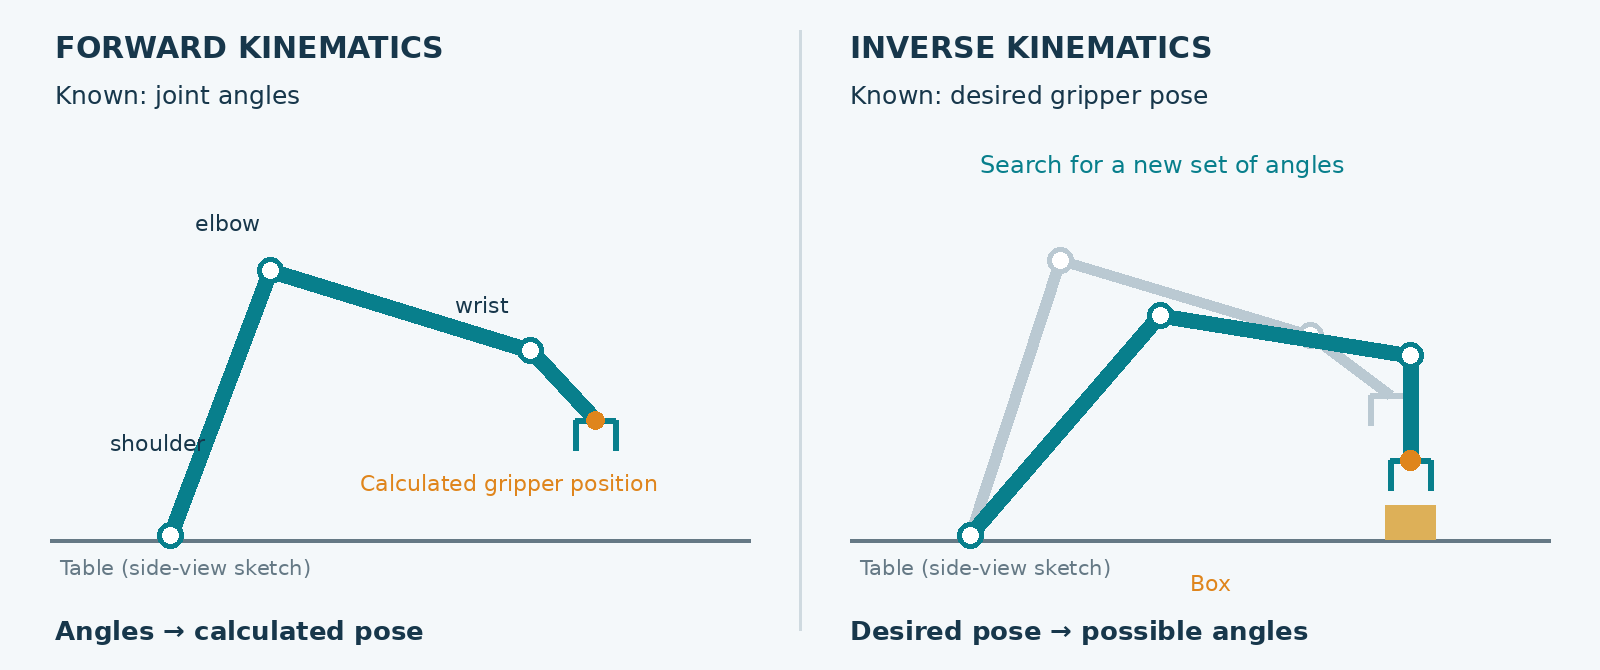 FORWARD KINEMATICS
Known: joint angles
elbow
wrist
shoulder
Calculated gripper position
Table (side-view sketch)
Angles → calculated pose
INVERSE KINEMATICS
Known: desired gripper pose
Search for a new set of angles
Table (side-view sketch)
Box
Desired pose → possible angles